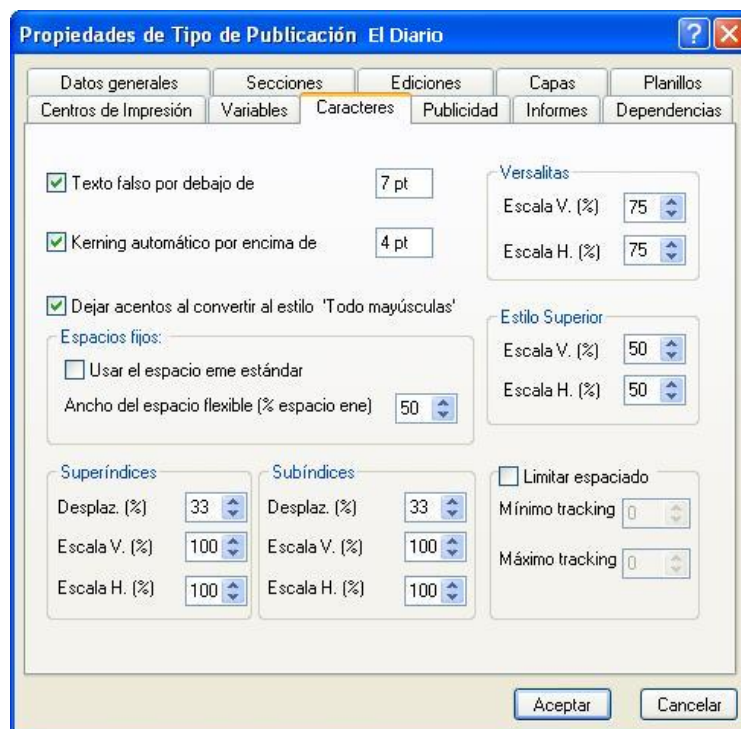 Propiedades de Tipo de Publicación El Diario
Datos generales Secciones Ediciones Capas Planillos
Centros de Impresión Variables Caracteres Publicidad Informes Dependencias
Texto falso por debajo de 7 pt
Kerning automático por encima de 4 pt
Dejar acentos al convertir al estilo 'Todo mayúsculas'
Espacios fijos:
Usar el espacio eme estándar
Ancho del espacio flexible (% espacio ene) 50
Versalitas
Escala V. (%) 75
Escala H. (%) 75
Estilo Superior
Escala V. (%) 50
Escala H. (%) 50
Superíndices
Desplaz. (%) 33
Escala V. (%) 100
Escala H. (%) 100
Subíndices
Desplaz. (%) 33
Escala V. (%) 100
Escala H. (%) 100
Limitar espaciado
Mínimo tracking 0
Máximo tracking 0
Aceptar Cancelar